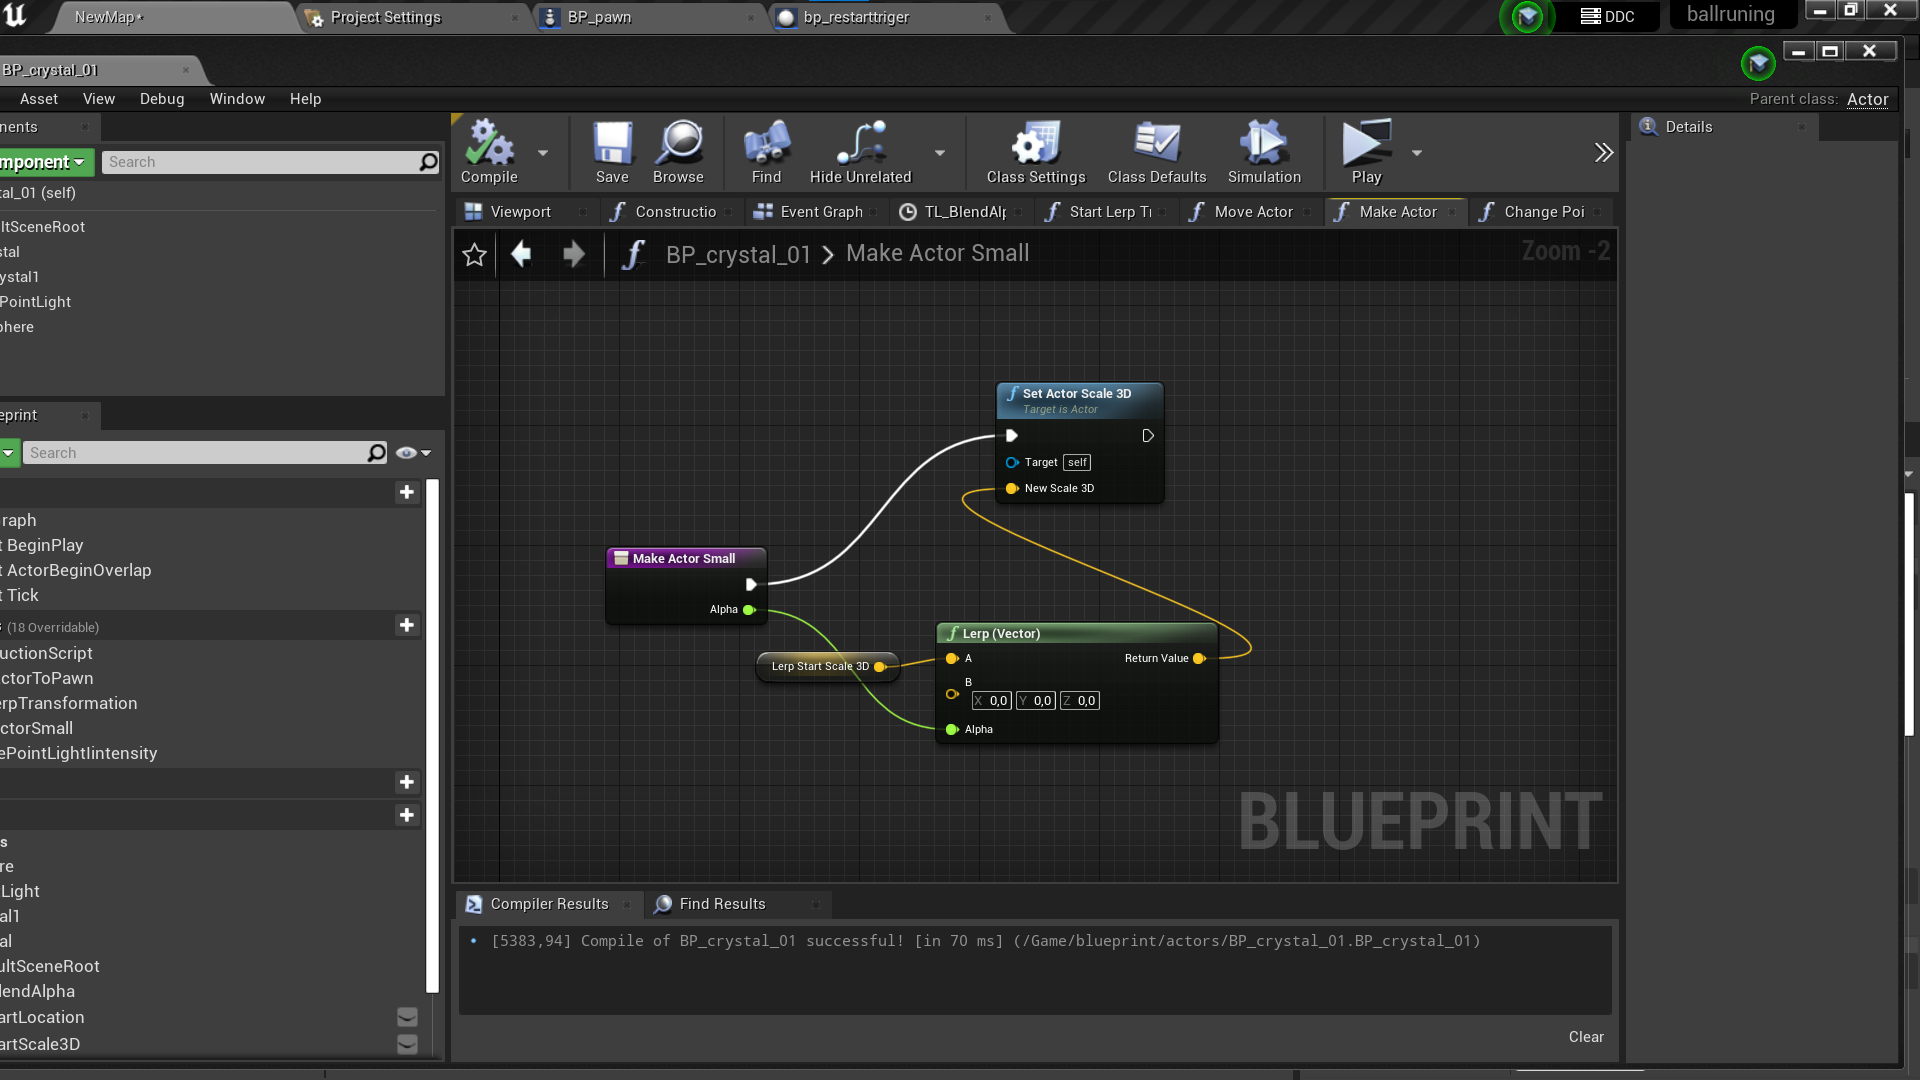 NewMap*
Project Settings
BP_pawn
bp_restarttriger
DDC
ballruning
BP_crystal_01
Asset
View
Debug
Window
Help
Parent class: Actor
nents
mponent
Search
tal_01 (self)
ltSceneRoot
stal
ystal1
PointLight
phere
Compile
Save
Browse
Find
Hide Unrelated
Class Settings
Class Defaults
Simulation
Play
Details
Viewport
Constructio
Event Graph
TL_BlendAlp
Start Lerp Tr
Move Actor
Make Actor
Change Poi
BP_crystal_01 > Make Actor Small
Zoom -2
eprint
Search
raph
t BeginPlay
t ActorBeginOverlap
t Tick
s (18 Overridable)
uctionScript
ctorToPawn
erpTransformation
ctorSmall
ePointLightIintensity
s
re
Light
al1
al
ultSceneRoot
lendAlpha
artLocation
artScale3D
Set Actor Scale 3D
Target is Actor
Target self
New Scale 3D
Make Actor Small
Alpha
Lerp Start Scale 3D
Lerp (Vector)
A
Return Value
B
X 0,0 Y 0,0 Z 0,0
Alpha
BLUEPRINT
Compiler Results
Find Results
[5383,94] Compile of BP_crystal_01 successful! [in 70 ms] (/Game/blueprint/actors/BP_crystal_01.BP_crystal_01)
Clear